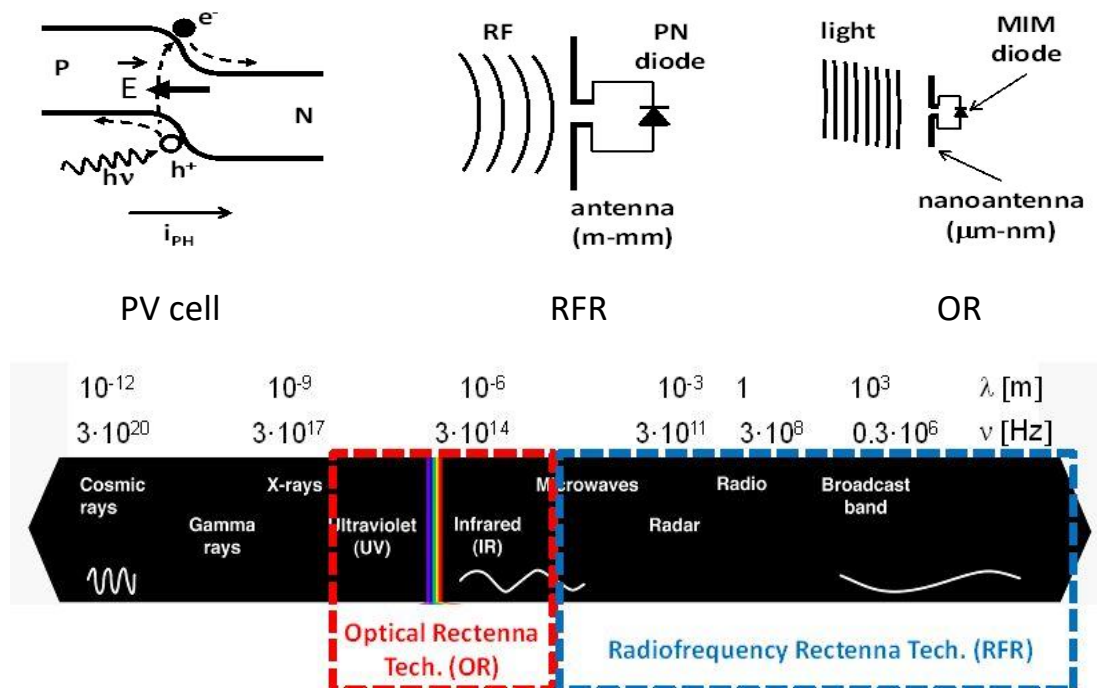 e⁻
P
E
N
hν
h⁺
iPH
PV cell
RF
PN
diode
antenna
(m-mm)
RFR
light
MIM
diode
nanoantenna
(μm-nm)
OR
10⁻¹² 10⁻⁹ 10⁻⁶ 10⁻³ 1 10³ λ [m]
3·10²⁰ 3·10¹⁷ 3·10¹⁴ 3·10¹¹ 3·10⁸ 0.3·10⁶ ν [Hz]
Cosmic
rays
Gamma
rays
X-rays
Ultraviolet
(UV)
Infrared
(IR)
Microwaves
Radar
Radio
Broadcast
band
Optical Rectenna
Tech. (OR)
Radiofrequency Rectenna Tech. (RFR)